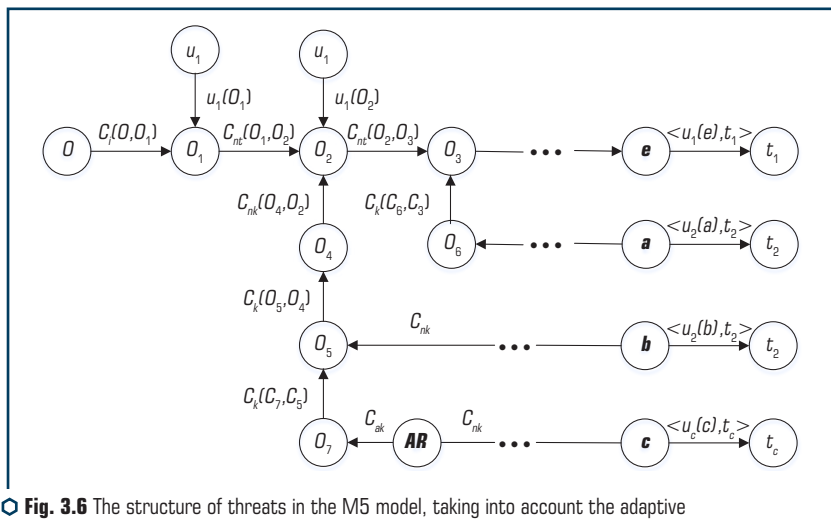 u₁ u₁
u₁(O₁) u₁(O₂)
O Cᵢ(O,O₁) O₁ Cₙₜ(O₁,O₂) O₂ Cₙₜ(O₂,O₃) O₃ ••• e <u₁(e),t₁> t₁
Cₙₖ(O₄,O₂) Cₖ(C₆,C₃)
O₄ O₆ ••• a <u₂(a),t₂> t₂
Cₖ(O₅,O₄)
O₅ Cₙₖ ••• b <u₂(b),t₂> t₂
Cₖ(C₇,C₅)
O₇ Cₐₖ AR Cₙₖ ••• c <u_c(c),t_c> t_c
Fig. 3.6 The structure of threats in the M5 model, taking into account the adaptive